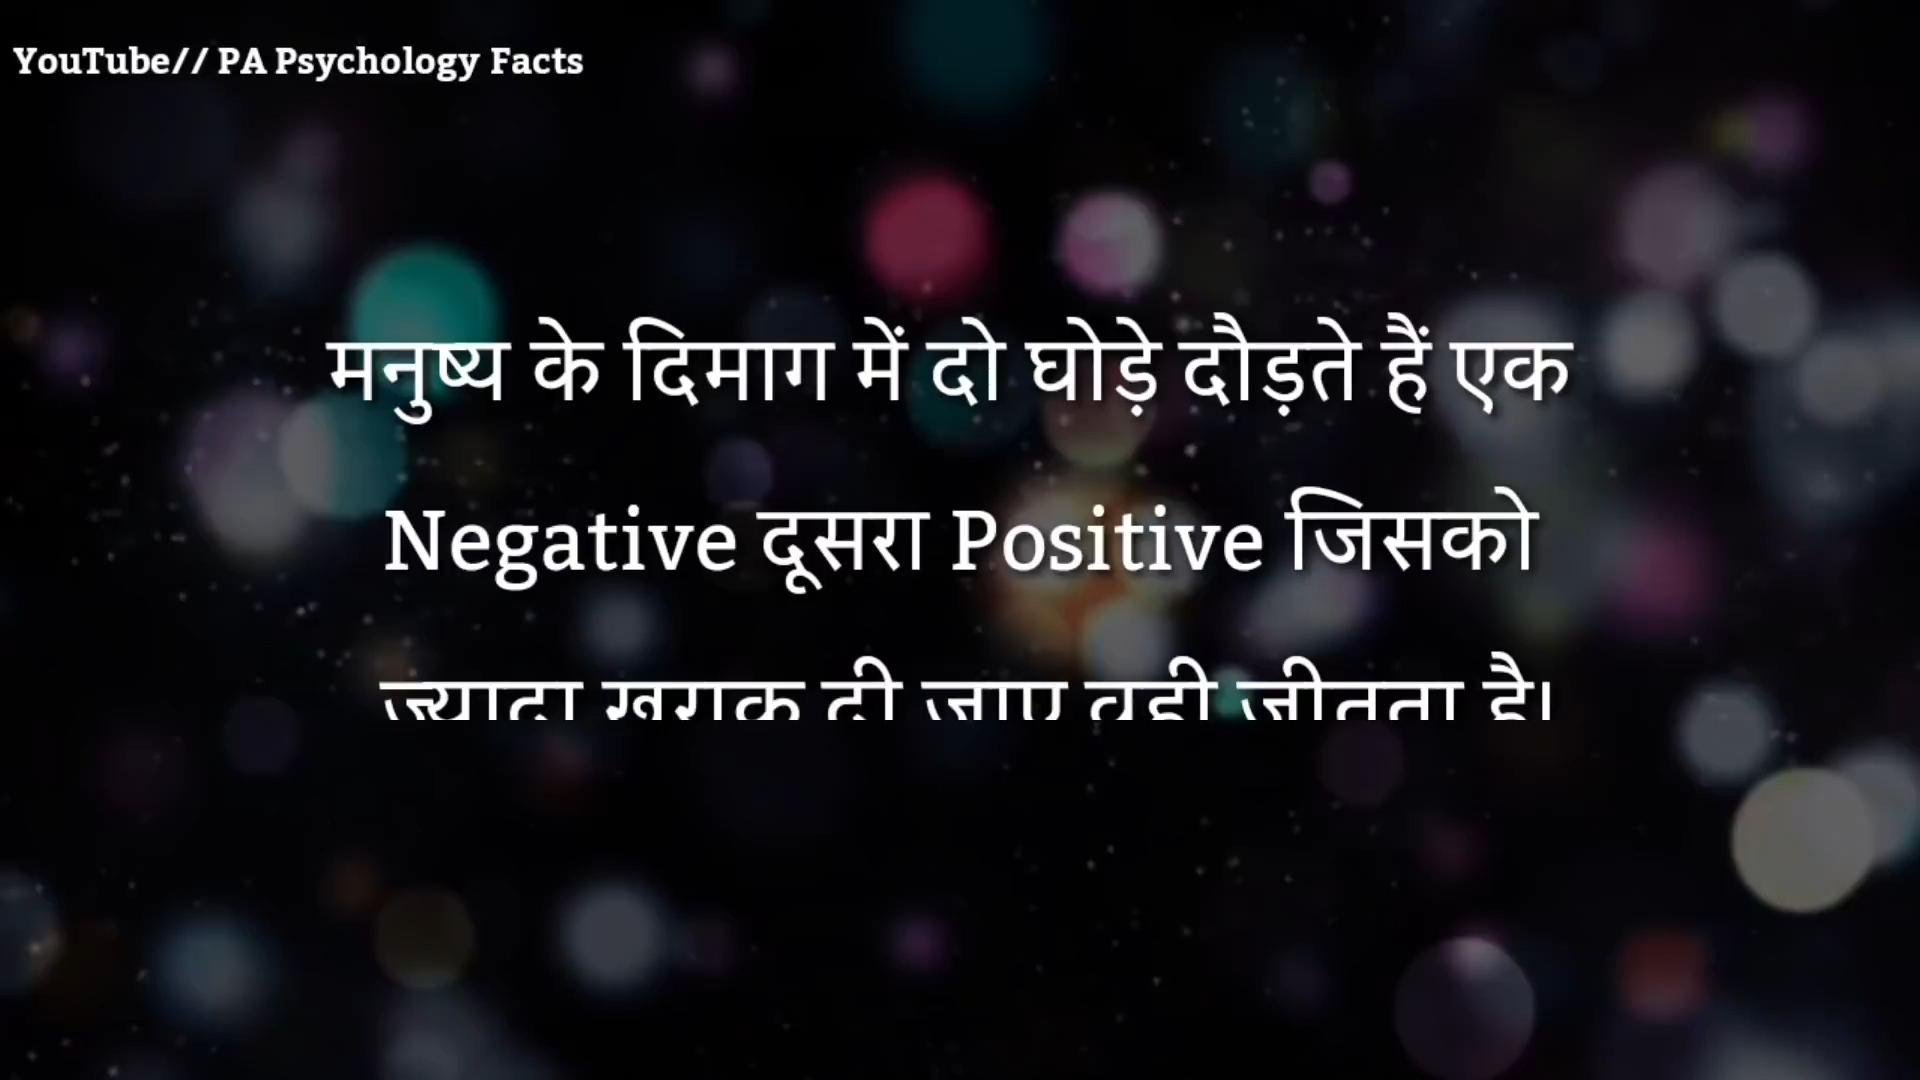 YouTube// PA Psychology Facts
मनुष्य के दिमाग में दो घोड़े दौड़ते हैं एक
Negative दूसरा Positive जिसको
ज्यादा खुराक दी जाए वही जीतता है।